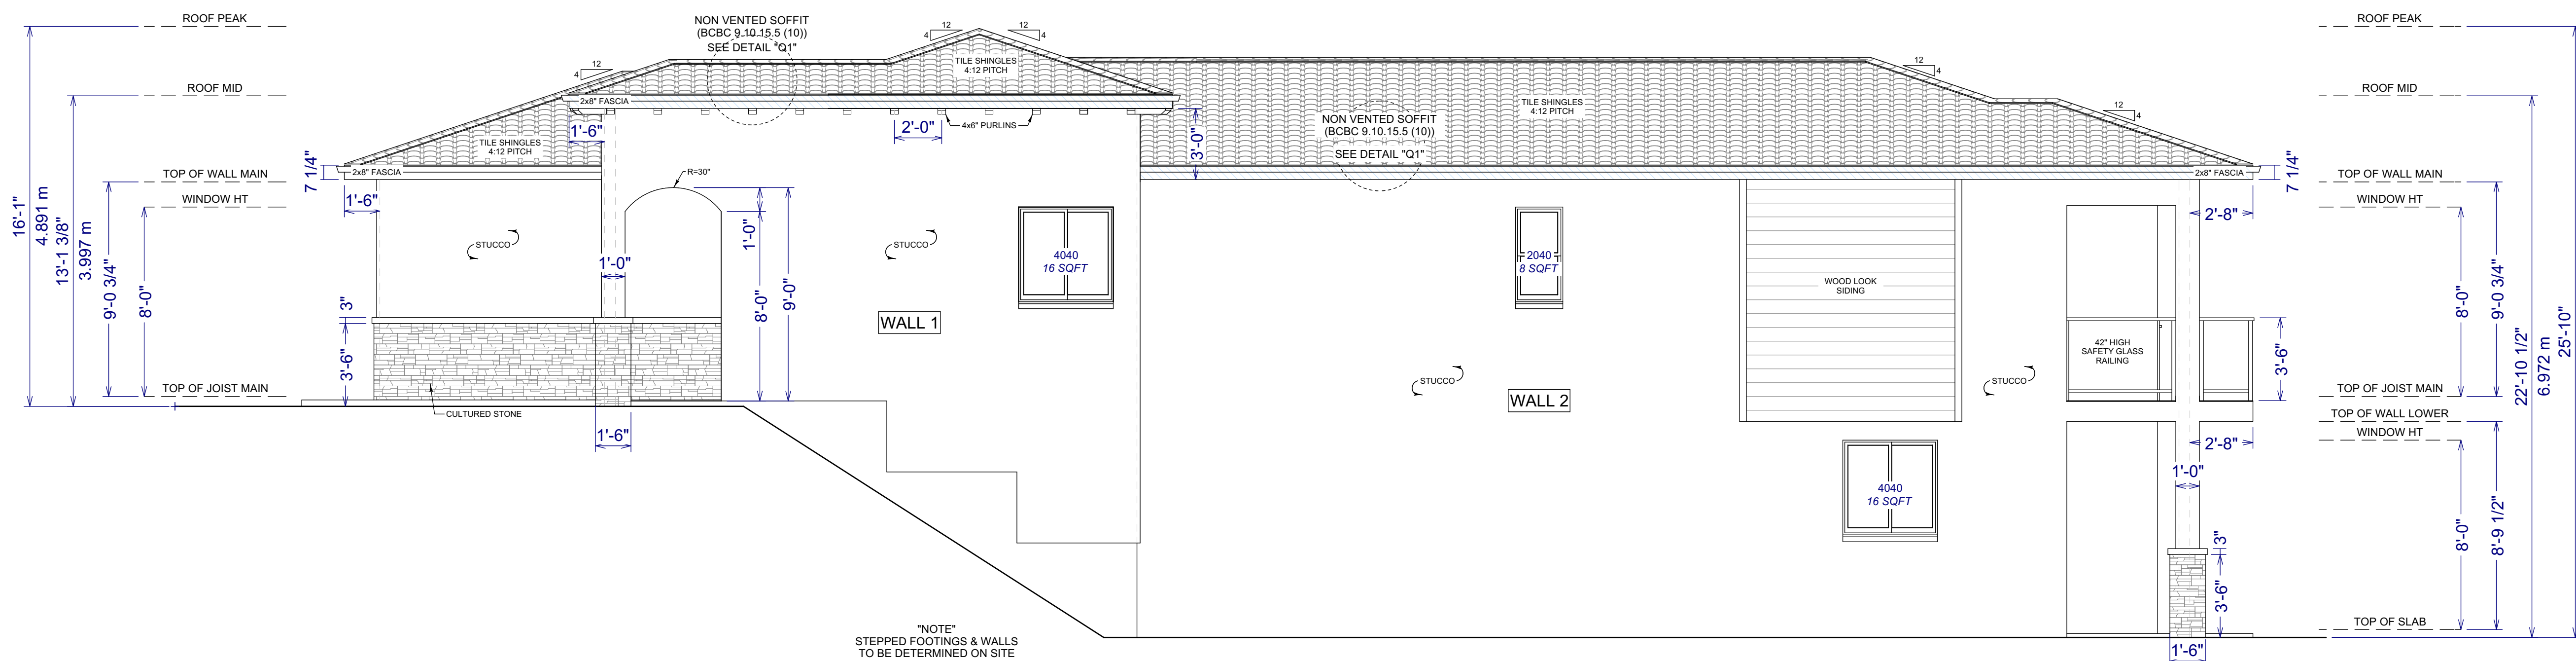 ROOF PEAK
ROOF MID
TOP OF WALL MAIN
WINDOW HT
TOP OF JOIST MAIN
16'-1"
4.891 m
13'-1 3/8"
3.997 m
9'-0 3/4"
8'-0"
7 1/4"
1'-6"
3"
3'-6"
12
4
2x8" FASCIA
TILE SHINGLES
4:12 PITCH
2x8" FASCIA
STUCCO
CULTURED STONE
1'-6"
1'-0"
1'-6"
NON VENTED SOFFIT
(BCBC 9.10.15.5 (10))
SEE DETAIL "Q1"
12
4
12
4
TILE SHINGLES
4:12 PITCH
2'-0"
4x6" PURLINS
R=30"
1'-0"
8'-0"
9'-0"
STUCCO
WALL 1
4040
16 SQFT
3'-0"
"NOTE"
STEPPED FOOTINGS & WALLS
TO BE DETERMINED ON SITE
NON VENTED SOFFIT
(BCBC 9.10.15.5 (10))
SEE DETAIL "Q1"
TILE SHINGLES
4:12 PITCH
2040
8 SQFT
STUCCO
WALL 2
WOOD LOOK
SIDING
4040
16 SQFT
STUCCO
12
4
12
4
2x8" FASCIA
7 1/4"
2'-8"
42" HIGH
SAFETY GLASS
RAILING
3'-6"
2'-8"
1'-0"
3"
3'-6"
1'-6"
ROOF PEAK
ROOF MID
TOP OF WALL MAIN
WINDOW HT
TOP OF JOIST MAIN
TOP OF WALL LOWER
WINDOW HT
TOP OF SLAB
8'-0"
9'-0 3/4"
8'-0"
8'-9 1/2"
22'-10 1/2"
6.972 m
25'-10"